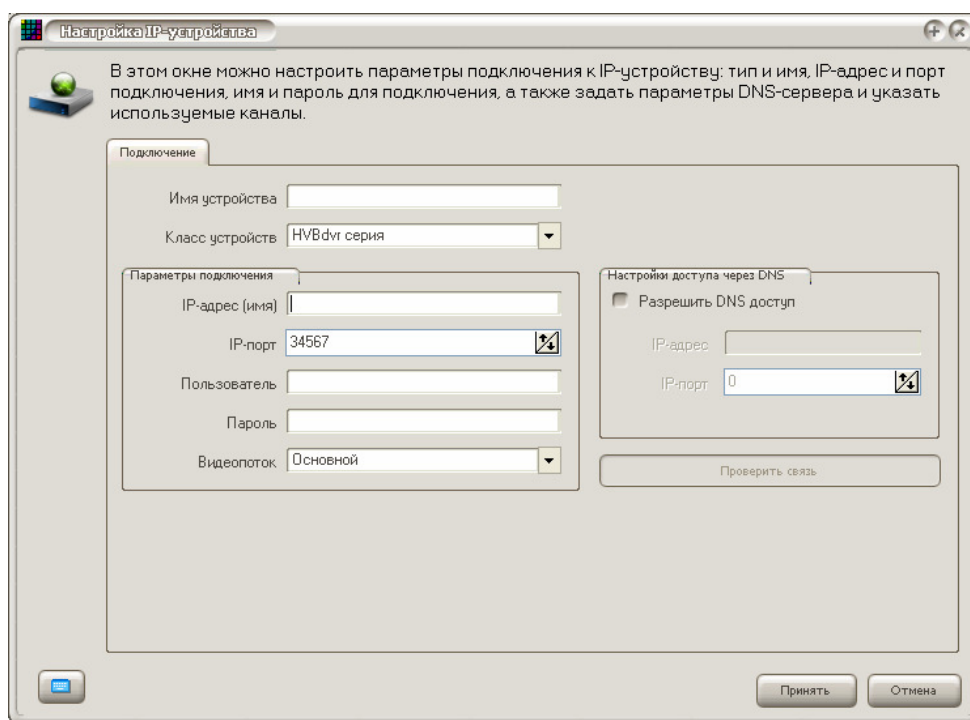 Настройка IP-устройства
В этом окне можно настроить параметры подключения к IP-устройству: тип и имя, IP-адрес и порт
подключения, имя и пароль для подключения, а также задать параметры DNS-сервера и указать
используемые каналы.
Подключение
Имя устройства
Класс устройств HVBdvr серия
Параметры подключения
IP-адрес (имя)
IP-порт 34567
Пользователь
Пароль
Видеопоток Основной
Настройки доступа через DNS
Разрешить DNS доступ
IP-адрес
IP-порт 0
Проверить связь
Принять
Отмена